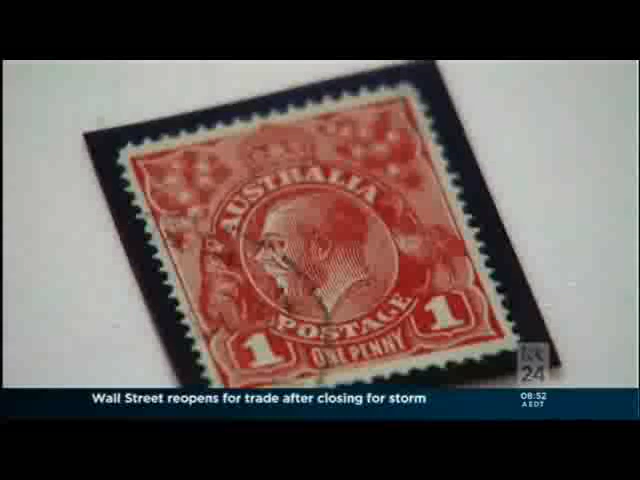 AUSTRALIA
POSTAGE
1
1
ONE PENNY
24
Wall Street reopens for trade after closing for storm
08:52
AEDT